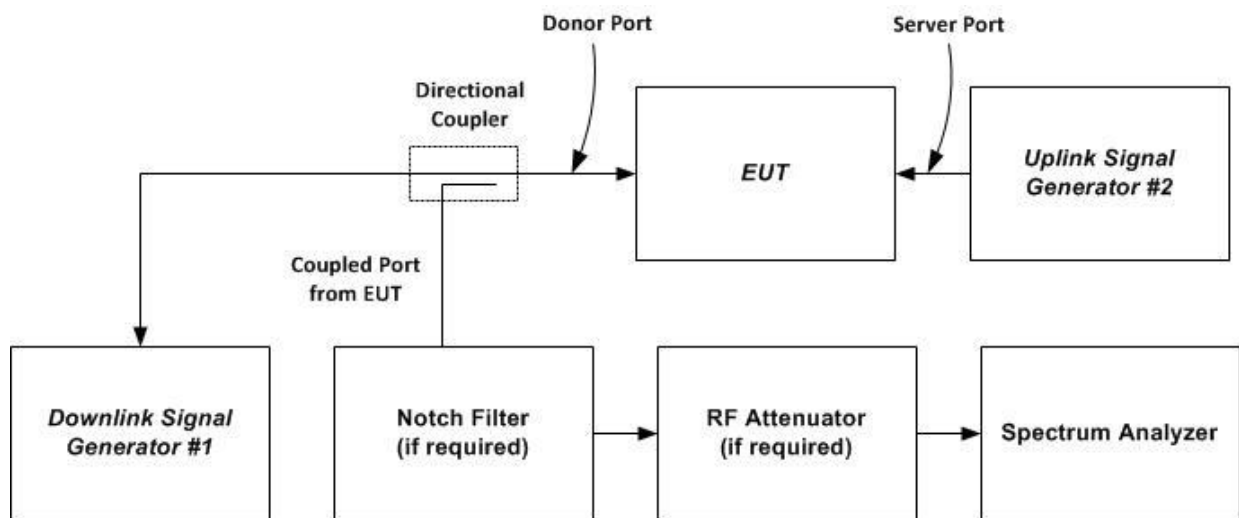 Donor Port
Server Port
Directional
Coupler
EUT
Uplink Signal
Generator #2
Coupled Port
from EUT
Downlink Signal
Generator #1
Notch Filter
(if required)
RF Attenuator
(if required)
Spectrum Analyzer